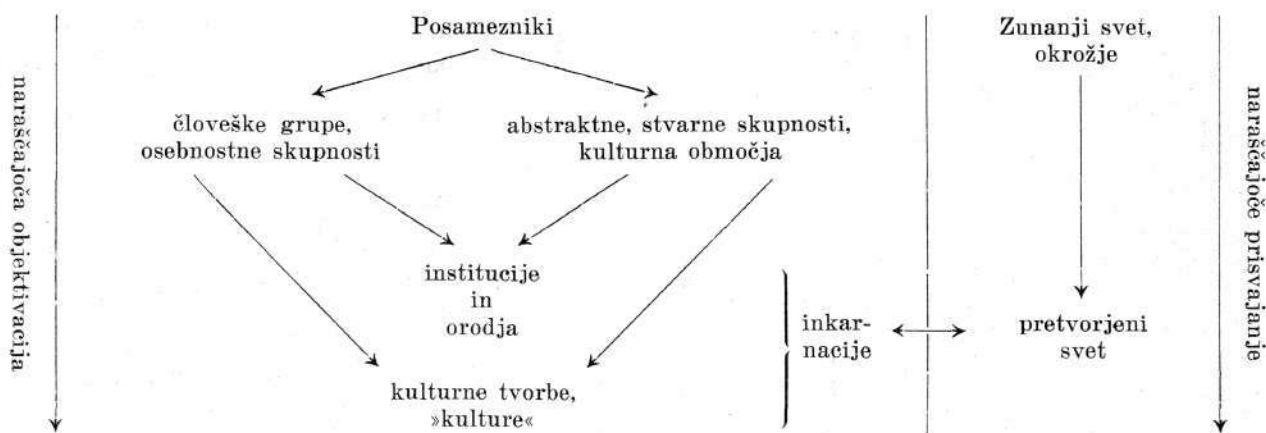 naraščajoča objektivacija
Posamezniki
človeške grupe,
osebnostne skupnosti
abstraktne, stvarne skupnosti,
kulturna območja
institucije
in
orodja
kulturne tvorbe,
»kulture«
inkar-
nacije
Zunanji svet,
okrožje
pretvorjeni
svet
naraščajoče prisvajanje